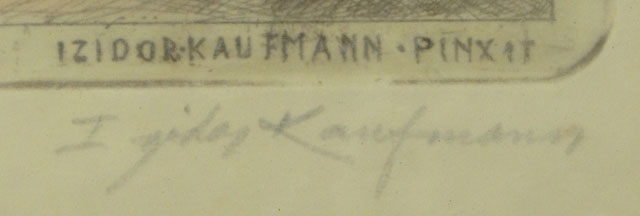 IZIDOR·KAUFMANN·PINXIT
Izidor Kaufmann